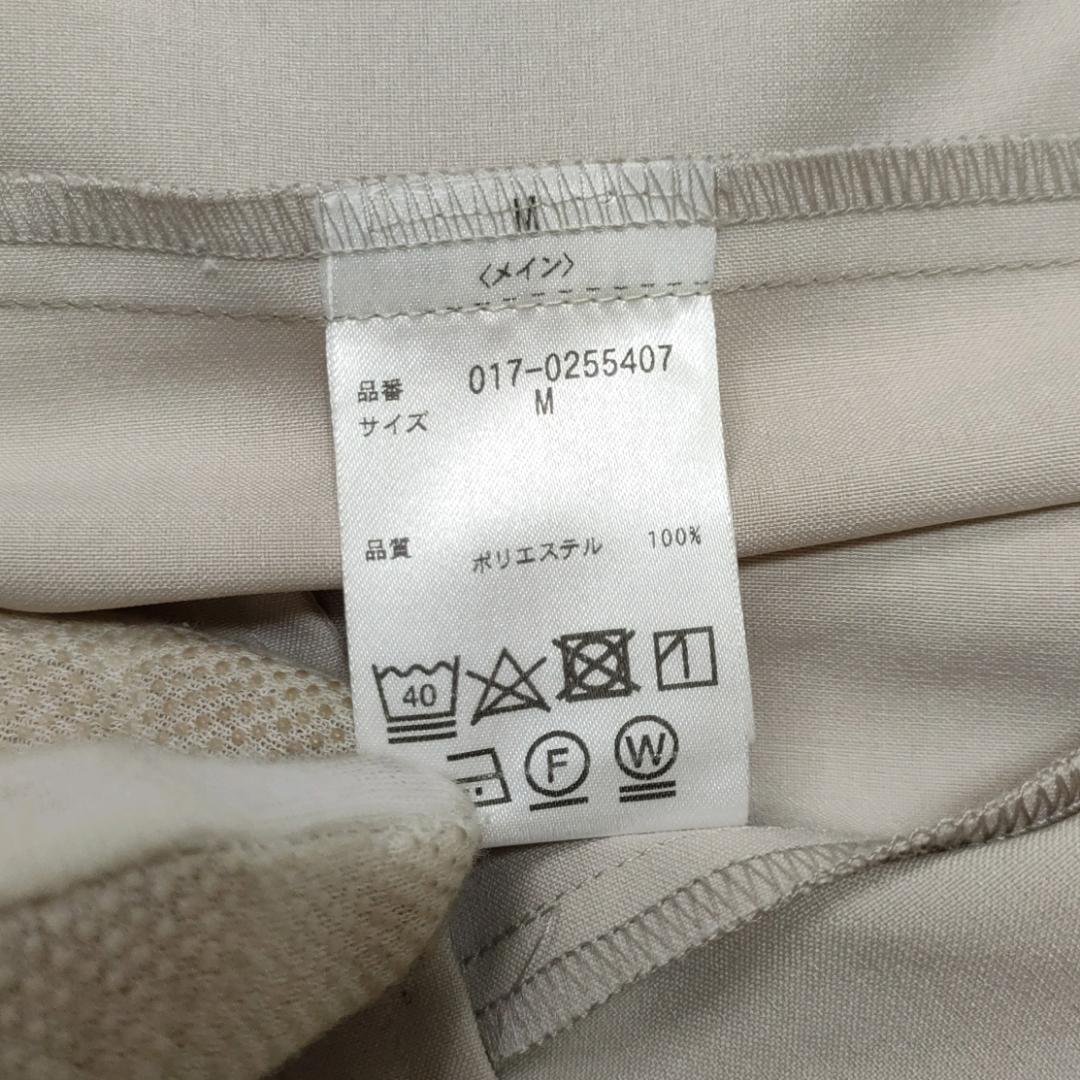 M
〈メイン〉
品番 017-0255407
サイズ M
品質 ポリエステル 100%
40
F W